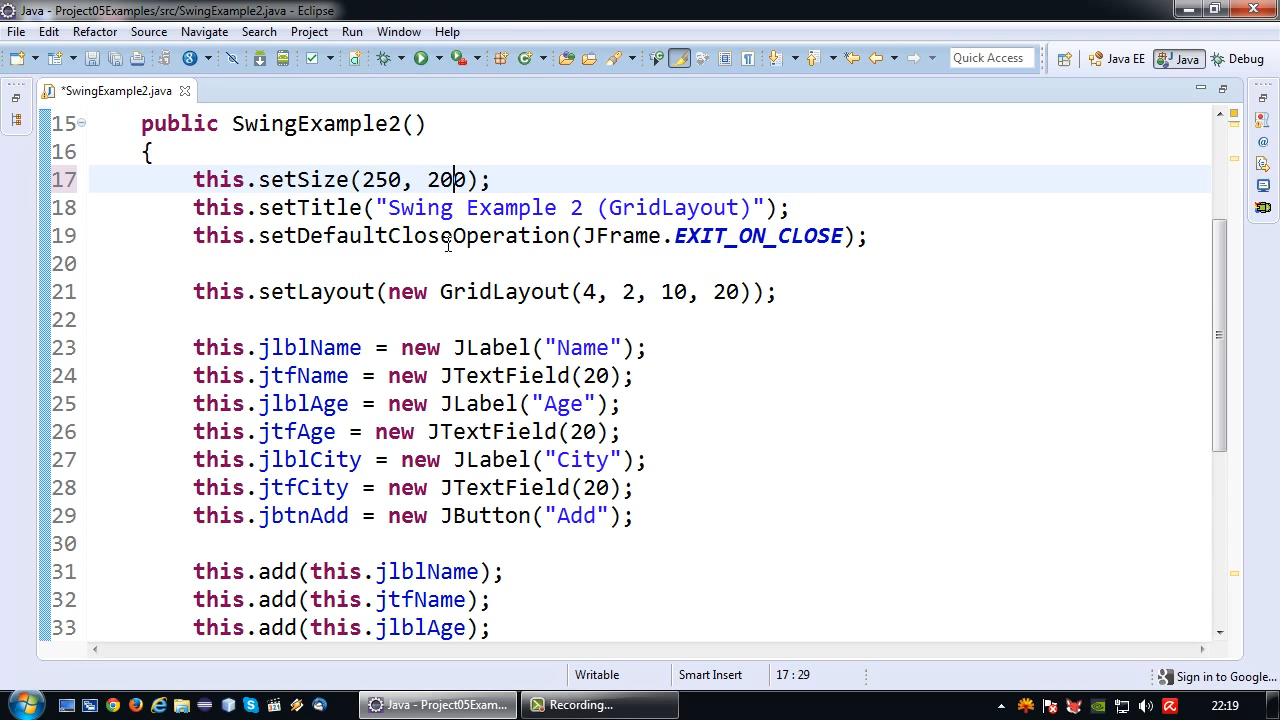 Java - Project05Examples/src/SwingExample2.java - Eclipse
File Edit Refactor Source Navigate Search Project Run Window Help
Quick Access Java EE Java Debug
*SwingExample2.java
15 public SwingExample2()
16 {
17 this.setSize(250, 200);
18 this.setTitle("Swing Example 2 (GridLayout)");
19 this.setDefaultCloseOperation(JFrame.EXIT_ON_CLOSE);
20
21 this.setLayout(new GridLayout(4, 2, 10, 20));
22
23 this.jlblName = new JLabel("Name");
24 this.jtfName = new JTextField(20);
25 this.jlblAge = new JLabel("Age");
26 this.jtfAge = new JTextField(20);
27 this.jlblCity = new JLabel("City");
28 this.jtfCity = new JTextField(20);
29 this.jbtnAdd = new JButton("Add");
30
31 this.add(this.jlblName);
32 this.add(this.jtfName);
33 this.add(this.jlblAge);
Writable Smart Insert 17 : 29 Sign in to Google...
Java - Project05Exam... Recording... 22:19